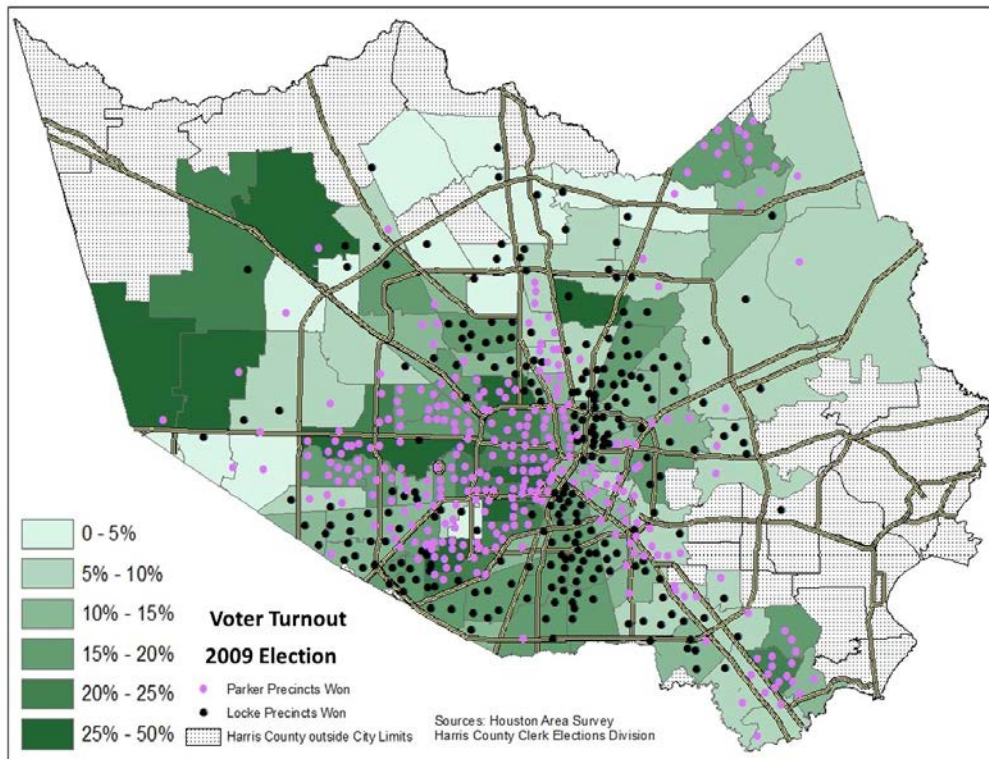 0 - 5%
5% - 10%
10% - 15%
15% - 20%
20% - 25%
25% - 50%
Voter Turnout
2009 Election
Parker Precincts Won
Locke Precincts Won
Harris County outside City Limits
Sources: Houston Area Survey
Harris County Clerk Elections Division